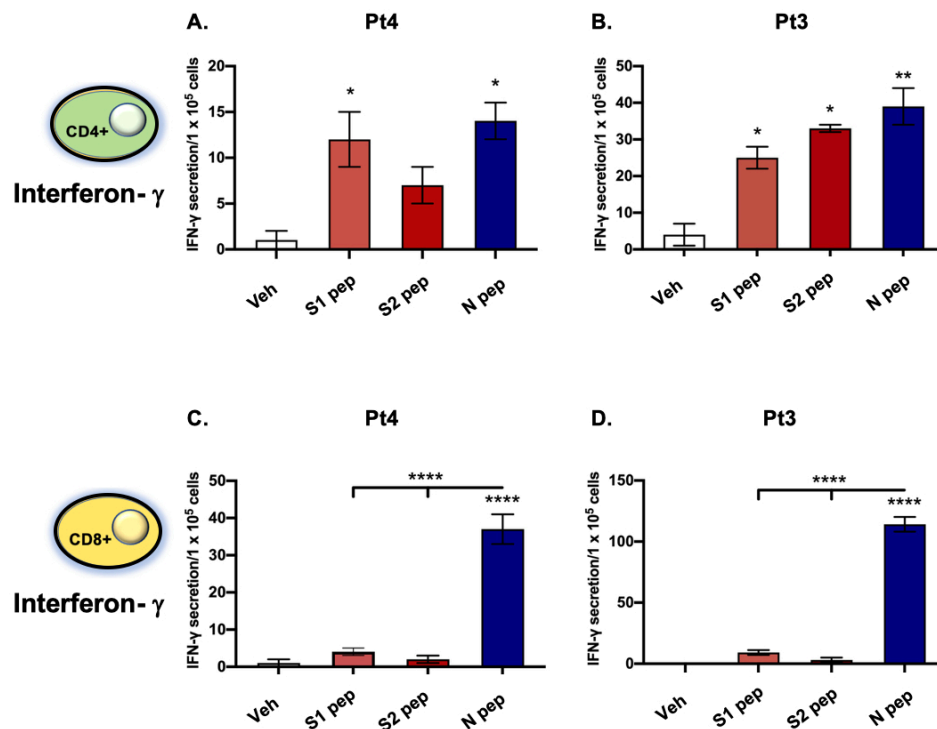 A.
Pt4
CD4+
Interferon- γ
IFN-γ secretion/1 x 10⁵ cells
20
15
10
5
0
*
*
Veh
S1 pep
S2 pep
N pep
B.
Pt3
IFN-γ secretion/1 x 10⁵ cells
50
40
30
20
10
0
*
*
**
Veh
S1 pep
S2 pep
N pep
C.
Pt4
CD8+
Interferon- γ
IFN-γ secretion/1 x 10⁵ cells
50
40
30
20
10
0
****
****
Veh
S1 pep
S2 pep
N pep
D.
Pt3
IFN-γ secretion/1 x 10⁵ cells
150
100
50
0
****
****
Veh
S1 pep
S2 pep
N pep